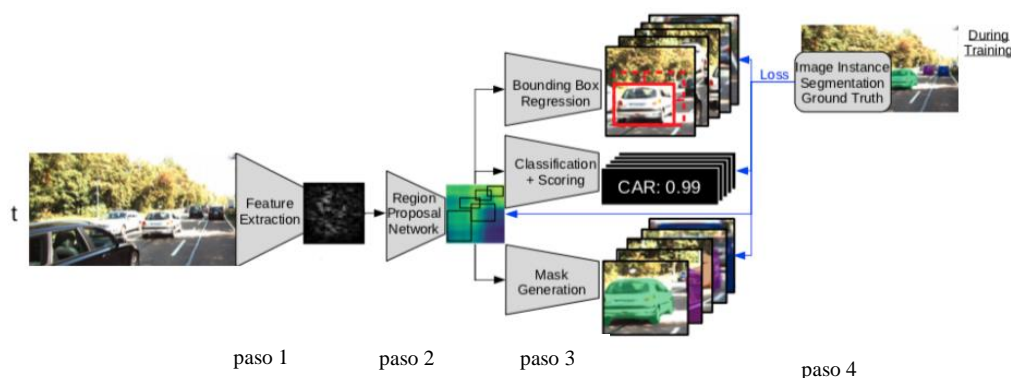 During
Training
Bounding Box
Regression
Loss
Image Instance
Segmentation
Ground Truth
t
Feature
Extraction
Region
Proposal
Network
Classification
+ Scoring
CAR: 0.99
Mask
Generation
paso 1
paso 2
paso 3
paso 4